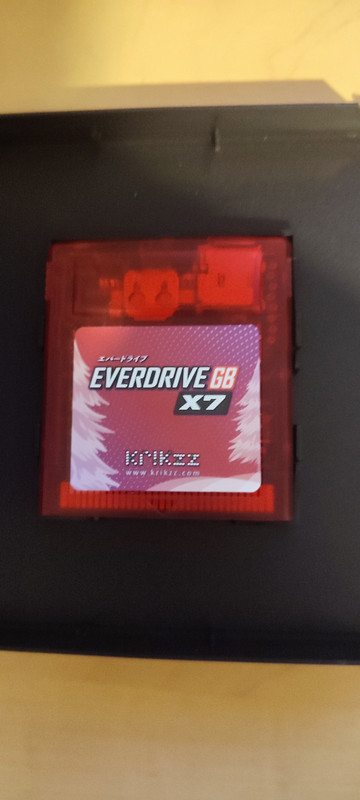 エバードライブ
EVERDRIVE GB
X7
krikzz
www.krikzz.com